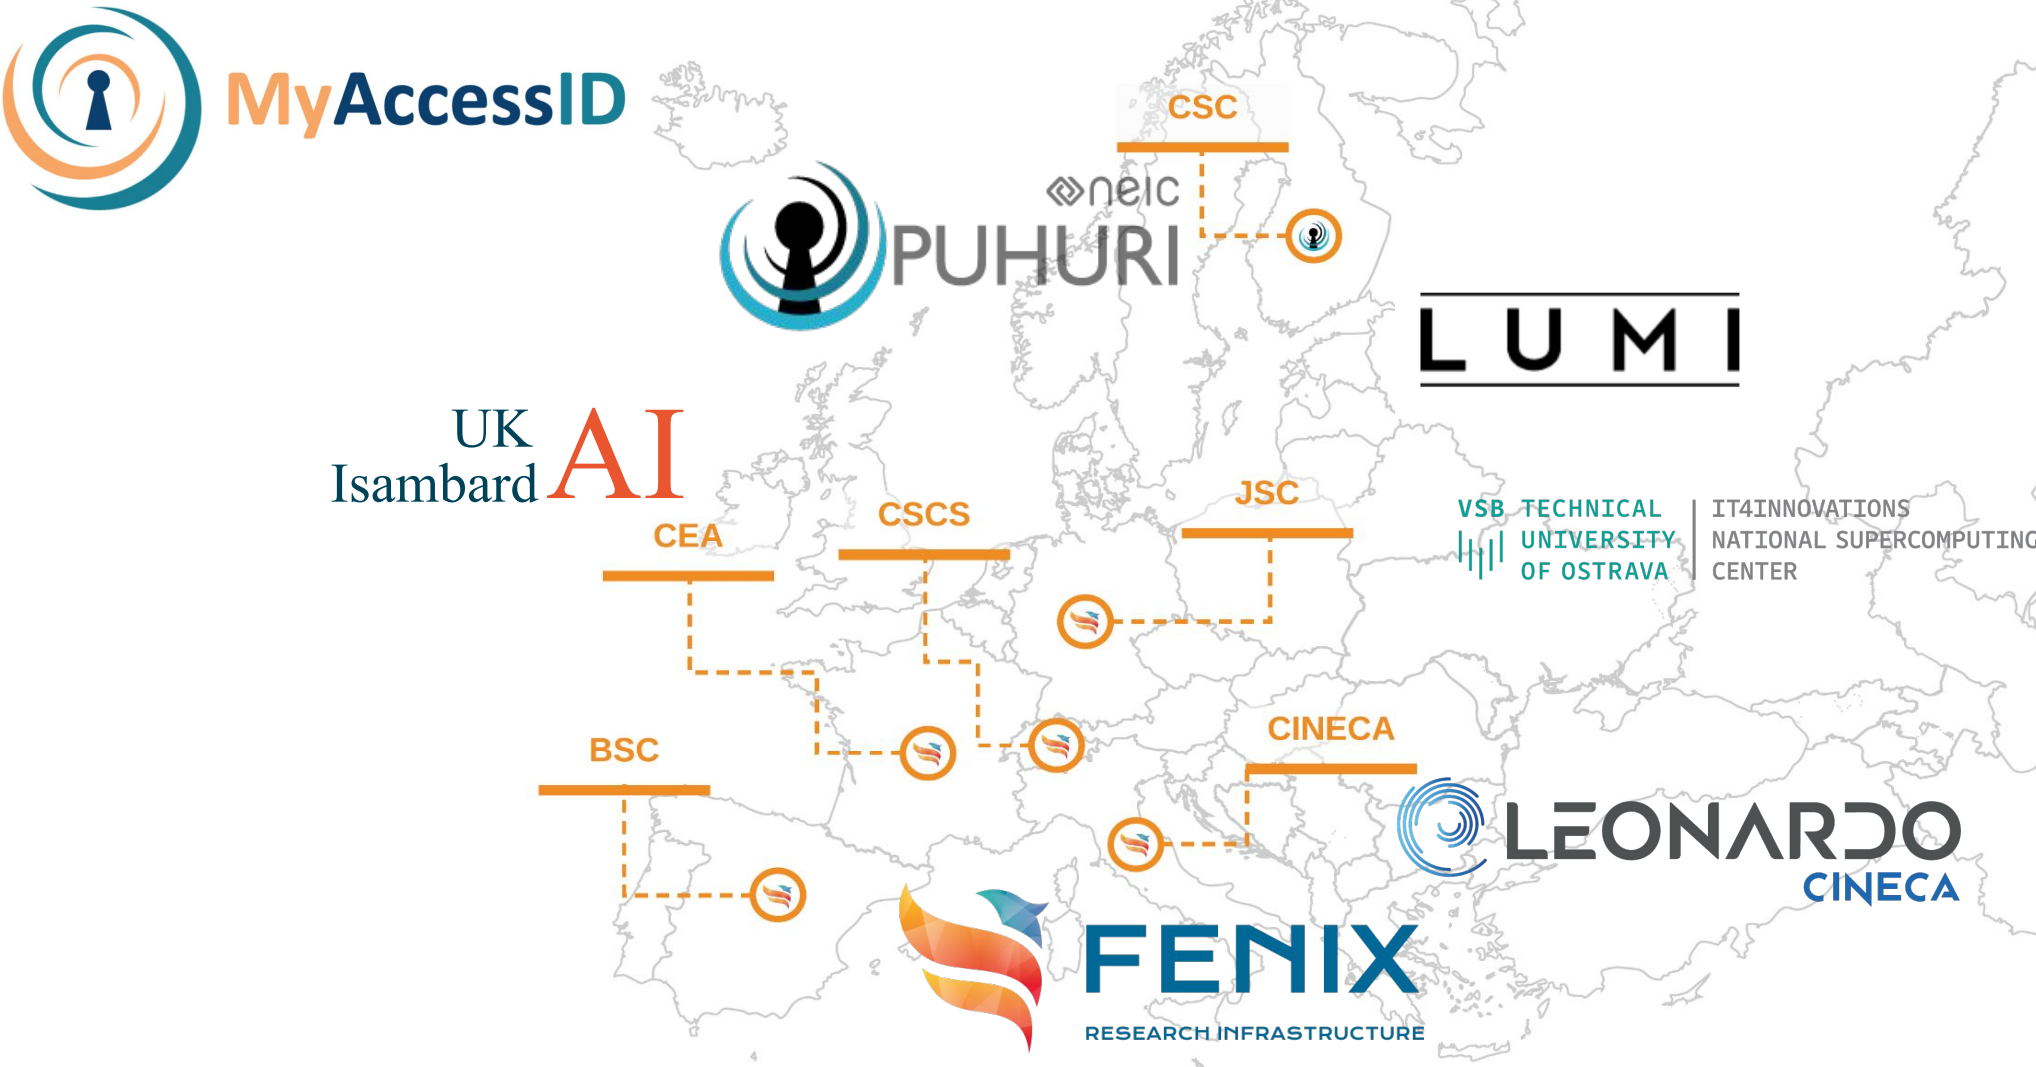 MyAccessID
CSC
neic
PUHURI
LUMI
UK
Isambard AI
CEA
CSCS
JSC
VSB TECHNICAL
UNIVERSITY
OF OSTRAVA
IT4INNOVATIONS
NATIONAL SUPERCOMPUTING
CENTER
BSC
CINECA
LEONARDO
CINECA
FENIX
RESEARCH INFRASTRUCTURE